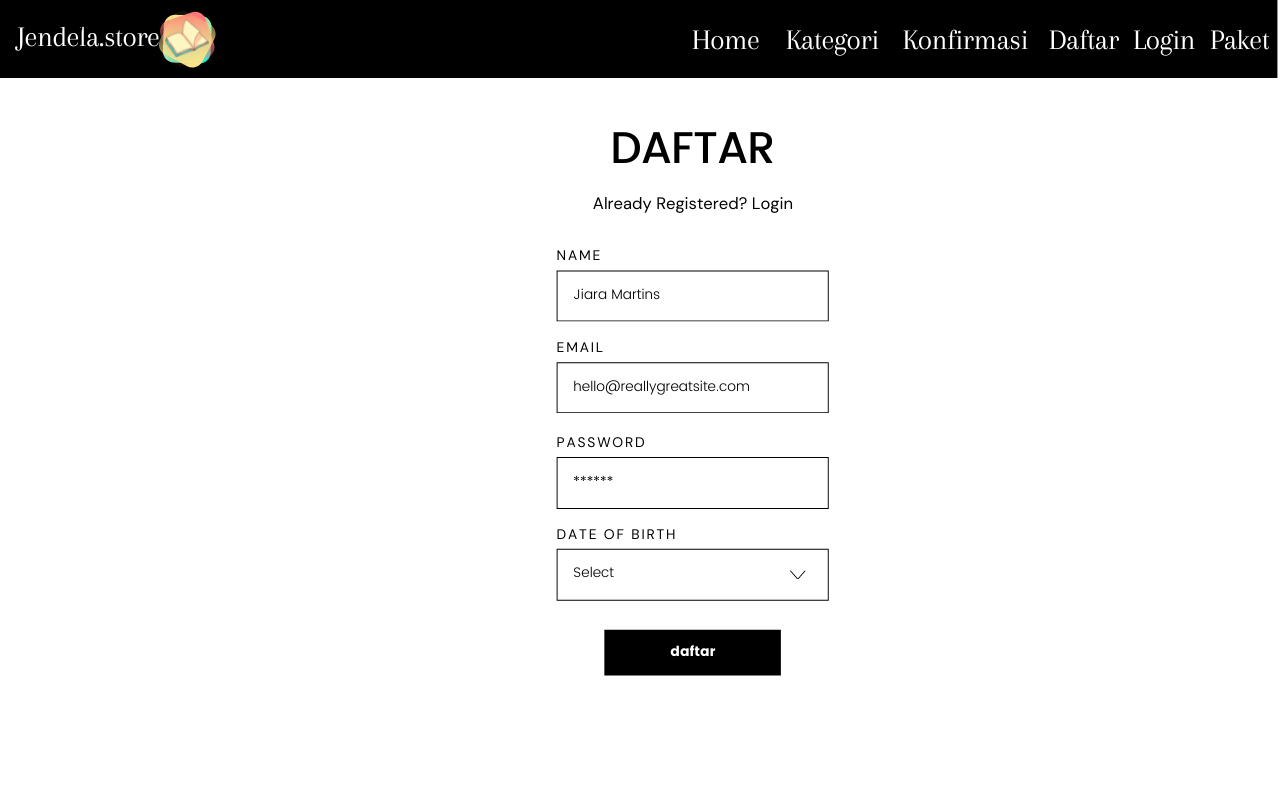 Jendela.store
Home Kategori Konfirmasi Daftar Login Paket
DAFTAR
Already Registered? Login
NAME
Jiara Martins
EMAIL
hello@reallygreatsite.com
PASSWORD
******
DATE OF BIRTH
Select
daftar